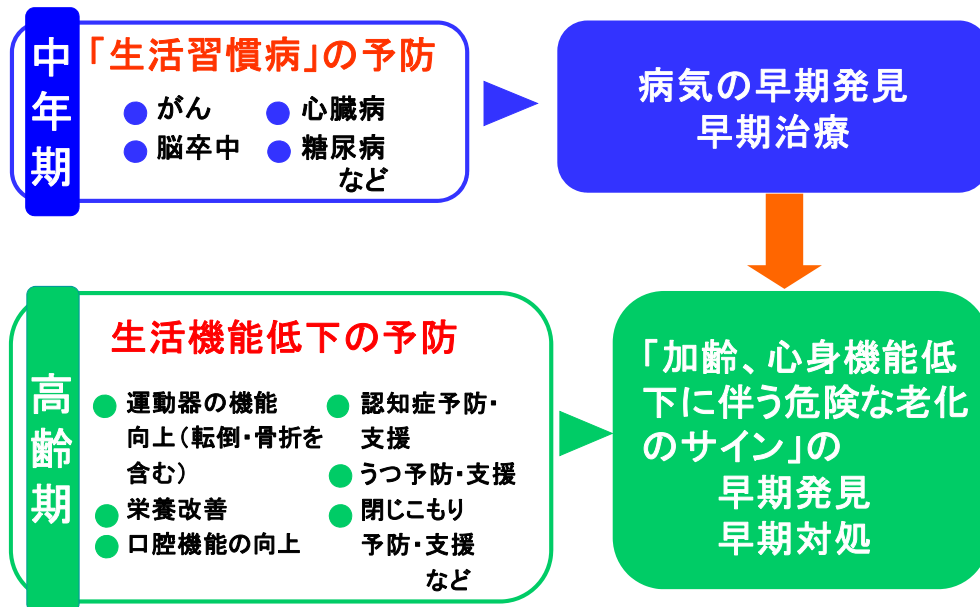 中年期
「生活習慣病」の予防
がん
心臓病
脳卒中
糖尿病
など
病気の早期発見
早期治療
高齢期
生活機能低下の予防
運動器の機能
向上(転倒・骨折を
含む)
栄養改善
口腔機能の向上
認知症予防・
支援
うつ予防・支援
閉じこもり
予防・支援
など
「加齢、心身機能低
下に伴う危険な老化
のサイン」の
早期発見
早期対処